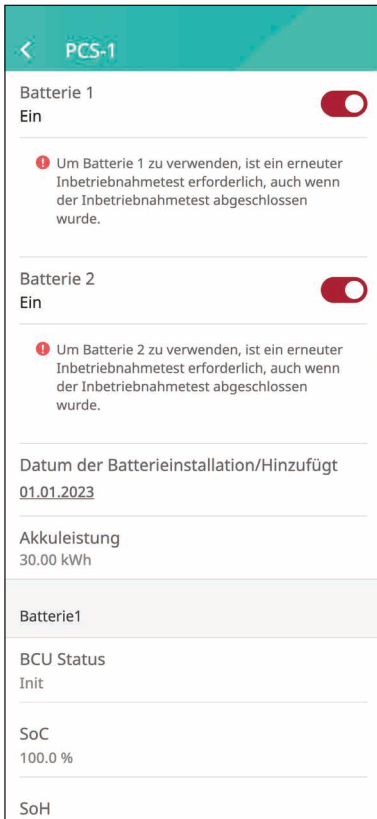 PCS-1
Batterie 1
Ein
Um Batterie 1 zu verwenden, ist ein erneuter
Inbetriebnahmetest erforderlich, auch wenn
der Inbetriebnahmetest abgeschlossen
wurde.
Batterie 2
Ein
Um Batterie 2 zu verwenden, ist ein erneuter
Inbetriebnahmetest erforderlich, auch wenn
der Inbetriebnahmetest abgeschlossen
wurde.
Datum der Batterieinstallation/Hinzufügt
01.01.2023
Akkuleistung
30.00 kWh
Batterie1
BCU Status
Init
SoC
100.0 %
SoH